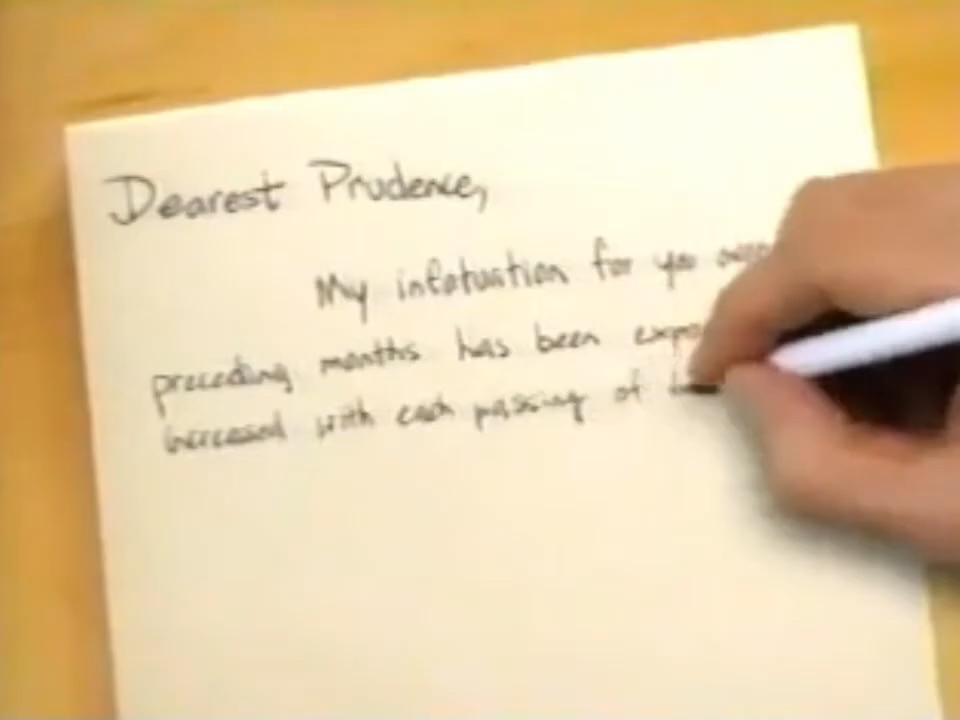 Dearest Prudence,
My infatuation for you
preceding months has been
increased with each passing of